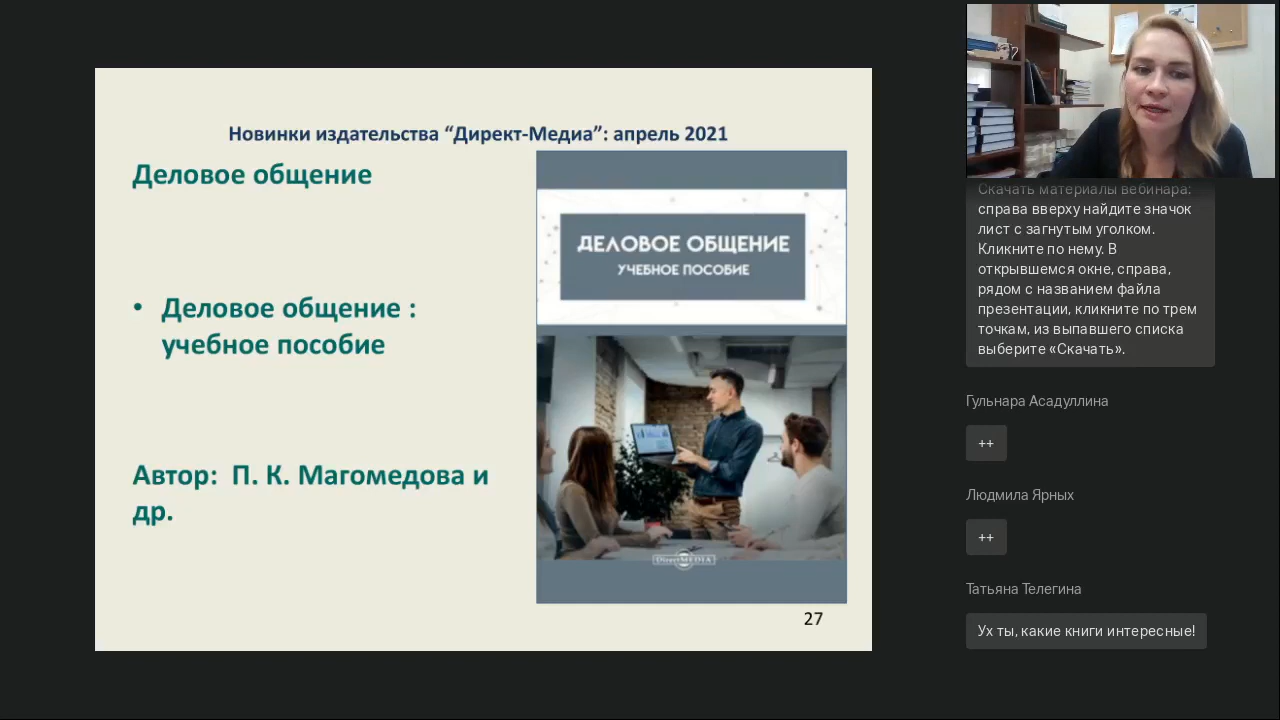 Новинки издательства “Директ-Медиа”: апрель 2021
Деловое общение
• Деловое общение :
учебное пособие
Автор: П. К. Магомедова и
др.
ДЕЛОВОЕ ОБЩЕНИЕ
УЧЕБНОЕ ПОСОБИЕ
DirectMEDIA
27
Скачать материалы вебинара:
справа вверху найдите значок
лист с загнутым уголком.
Кликните по нему. В
открывшемся окне, справа,
рядом с названием файла
презентации, кликните по трем
точкам, из выпавшего списка
выберите «Скачать».
Гульнара Асадуллина
++
Людмила Ярных
++
Татьяна Телегина
Ух ты, какие книги интересные!